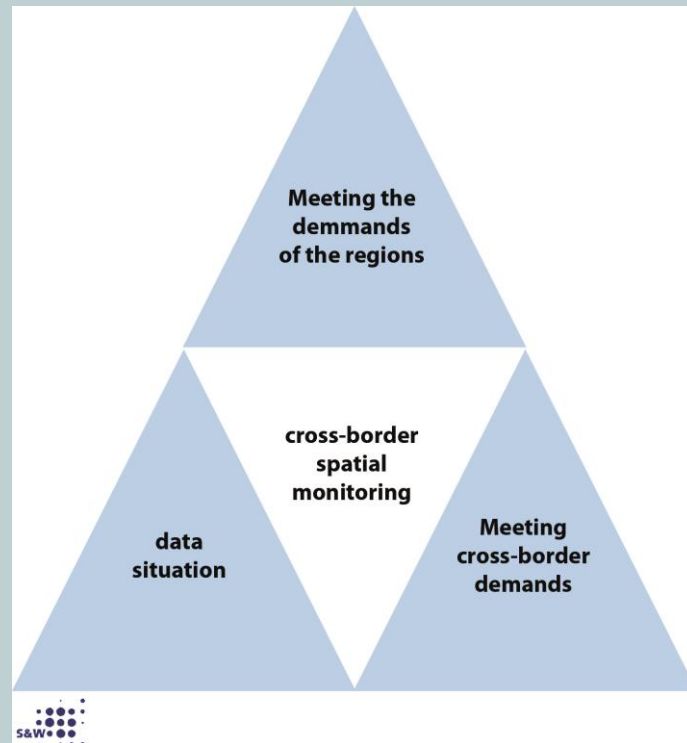 Meeting the
demmands
of the regions
cross-border
spatial
monitoring
data
situation
Meeting
cross-border
demands
S&W